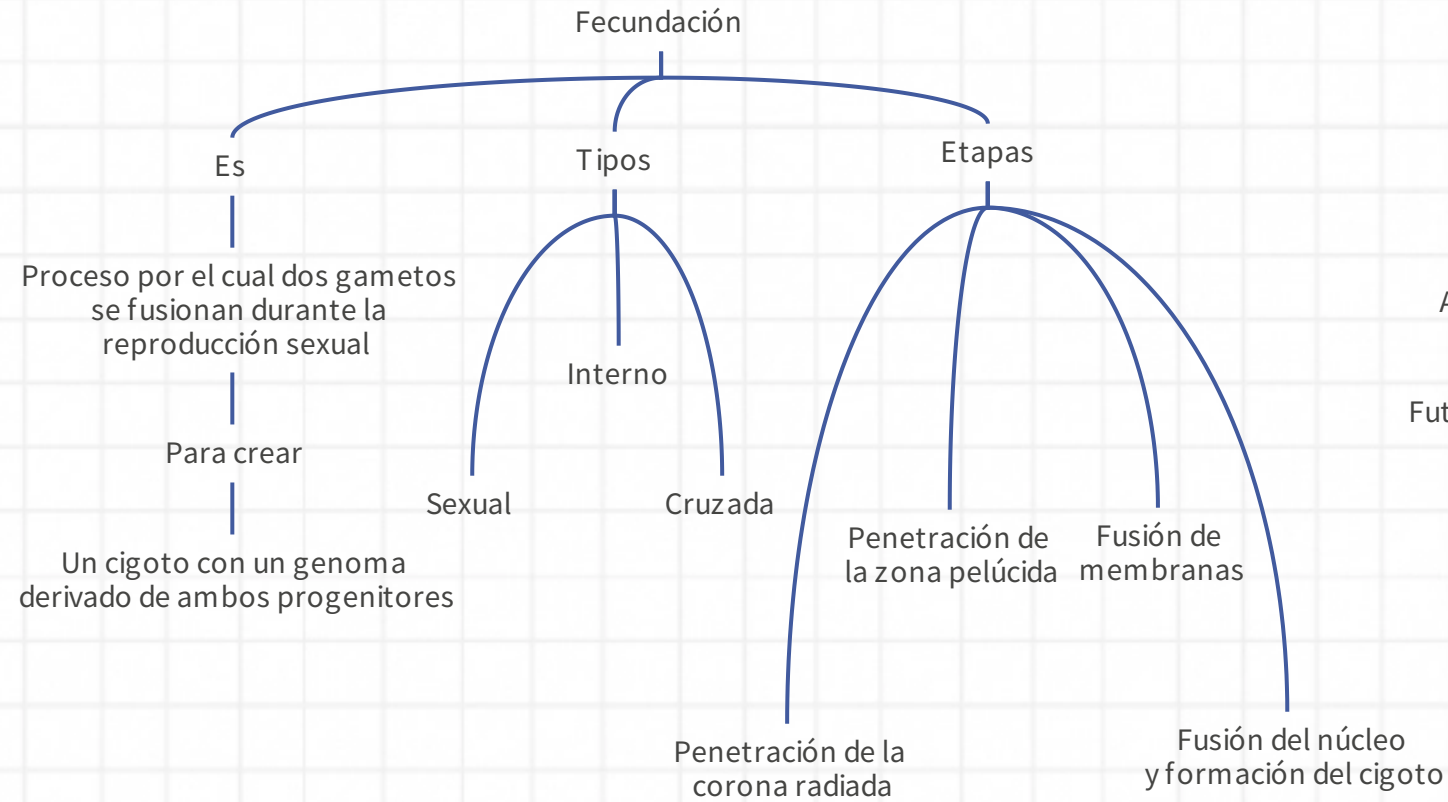 Fecundación
Es
Tipos
Etapas
Proceso por el cual dos gametos
se fusionan durante la
reproducción sexual
Para crear
Un cigoto con un genoma
derivado de ambos progenitores
Interno
Sexual
Cruzada
Penetración de
la zona pelúcida
Fusión de
membranas
Penetración de la
corona radiada
Fusión del núcleo
y formación del cigoto